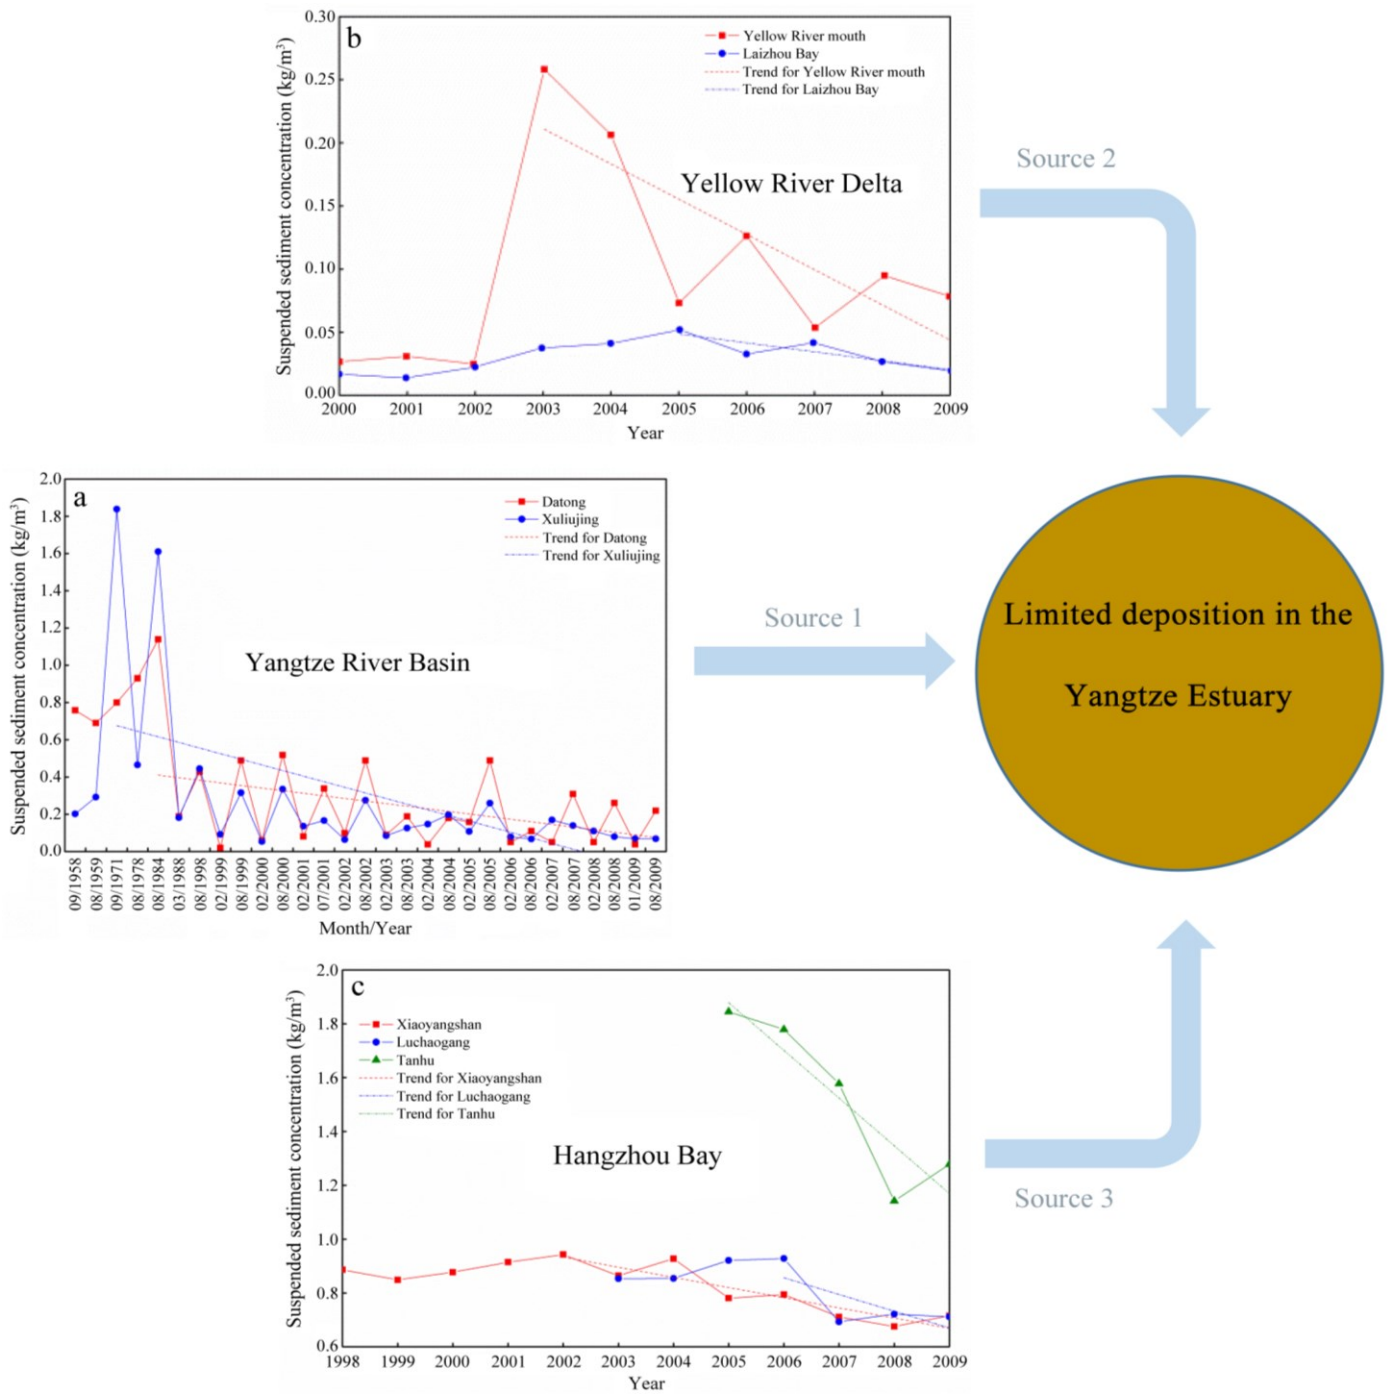 b
Yellow River mouth
Laizhou Bay
Trend for Yellow River mouth
Trend for Laizhou Bay
Yellow River Delta
Suspended sediment concentration (kg/m³)
0.30
0.25
0.20
0.15
0.10
0.05
0.00
2000 2001 2002 2003 2004 2005 2006 2007 2008 2009
Year
Source 2
a
Datong
Xuliujing
Trend for Datong
Trend for Xuliujing
Yangtze River Basin
Suspended sediment concentration (kg/m³)
2.0
1.8
1.6
1.4
1.2
1.0
0.8
0.6
0.4
0.2
0.0
09/1958 08/1959 09/1971 08/1978 08/1984 03/1988 08/1998 02/1999 08/1999 02/2000 08/2000 02/2001 07/2001 02/2002 08/2002 02/2003 08/2003 02/2004 08/2004 02/2005 08/2005 02/2006 08/2006 02/2007 08/2007 02/2008 08/2008 01/2009 08/2009
Month/Year
Source 1
Limited deposition in the
Yangtze Estuary
c
Xiaoyangshan
Luchaogang
Tanhu
Trend for Xiaoyangshan
Trend for Luchaogang
Trend for Tanhu
Hangzhou Bay
Suspended sediment concentration (kg/m³)
2.0
1.8
1.6
1.4
1.2
1.0
0.8
0.6
1998 1999 2000 2001 2002 2003 2004 2005 2006 2007 2008 2009
Year
Source 3